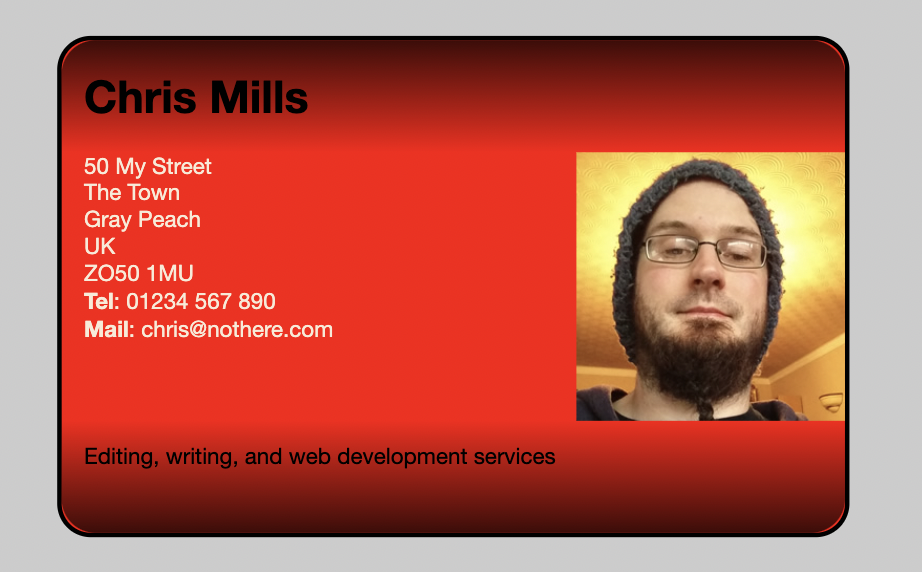 Chris Mills
50 My Street
The Town
Gray Peach
UK
ZO50 1MU
Tel: 01234 567 890
Mail: chris@nothere.com
Editing, writing, and web development services